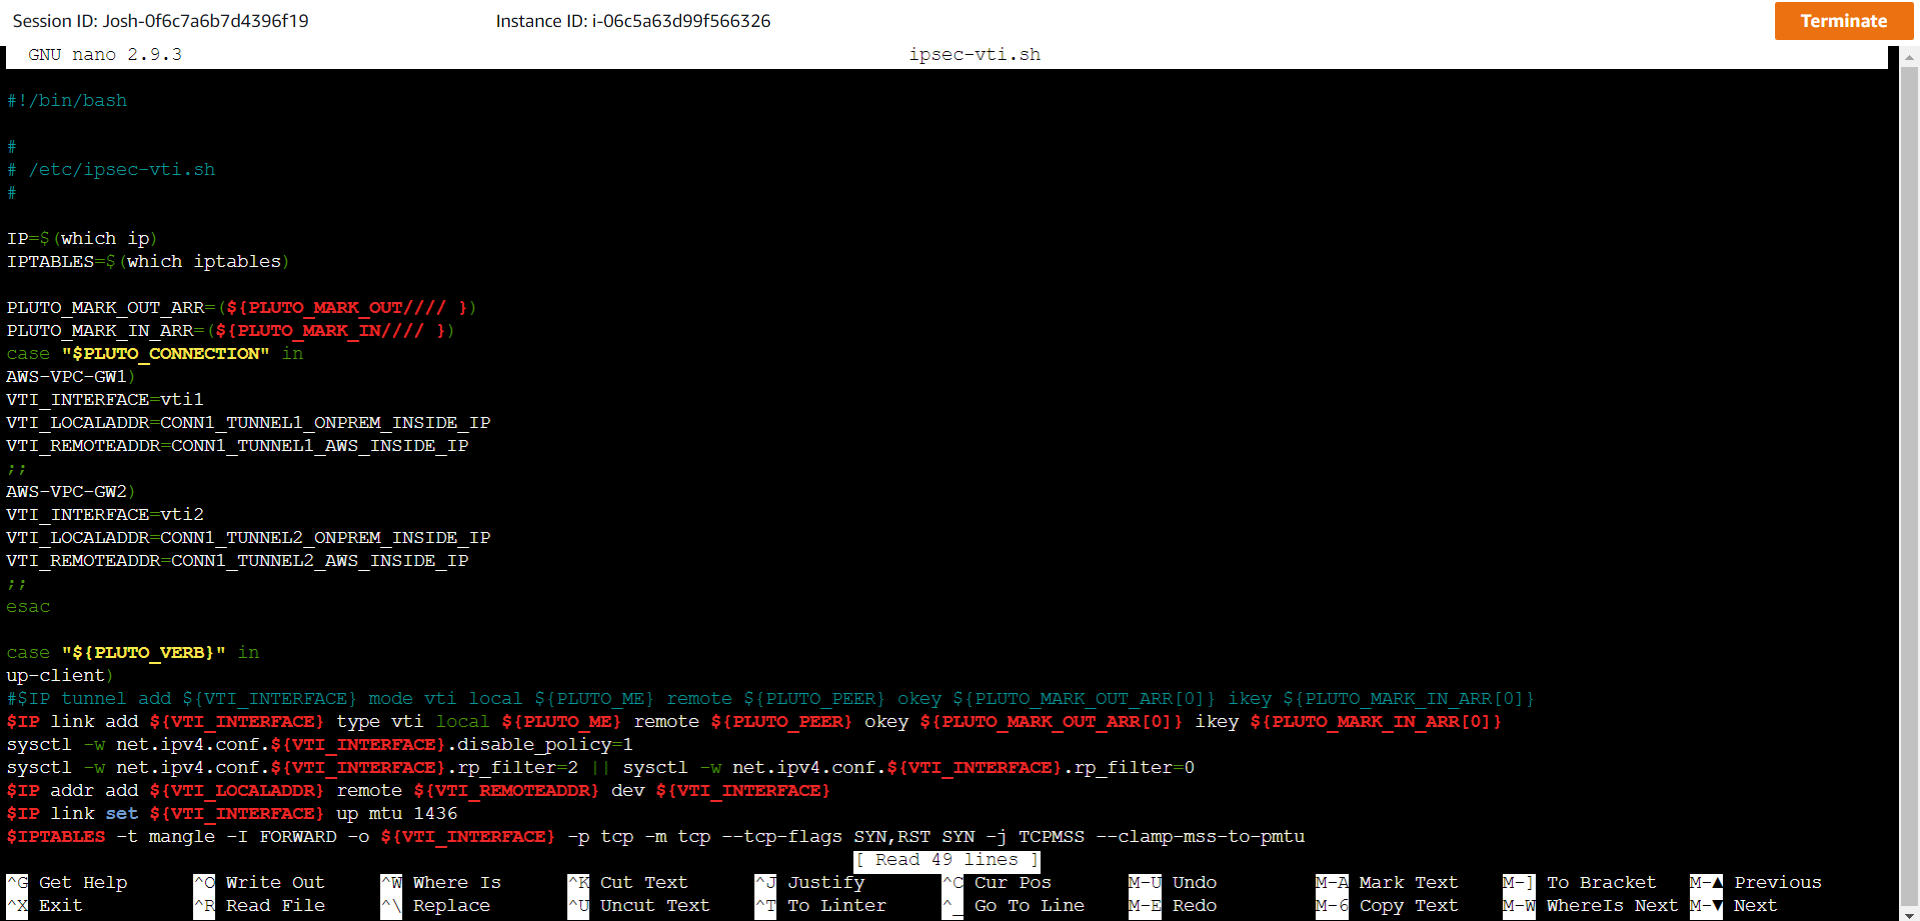 Session ID: Josh-0f6c7a6b7d4396f19 Instance ID: i-06c5a63d99f566326 Terminate
GNU nano 2.9.3 ipsec-vti.sh
#!/bin/bash
#
# /etc/ipsec-vti.sh
#
IP=$(which ip)
IPTABLES=$(which iptables)
PLUTO_MARK_OUT_ARR=(${PLUTO_MARK_OUT//// })
PLUTO_MARK_IN_ARR=(${PLUTO_MARK_IN//// })
case "$PLUTO_CONNECTION" in
AWS-VPC-GW1)
VTI_INTERFACE=vti1
VTI_LOCALADDR=CONN1_TUNNEL1_ONPREM_INSIDE_IP
VTI_REMOTEADDR=CONN1_TUNNEL1_AWS_INSIDE_IP
;;
AWS-VPC-GW2)
VTI_INTERFACE=vti2
VTI_LOCALADDR=CONN1_TUNNEL2_ONPREM_INSIDE_IP
VTI_REMOTEADDR=CONN1_TUNNEL2_AWS_INSIDE_IP
;;
esac
case "${PLUTO_VERB}" in
up-client)
#$IP tunnel add ${VTI_INTERFACE} mode vti local ${PLUTO_ME} remote ${PLUTO_PEER} okey ${PLUTO_MARK_OUT_ARR[0]} ikey ${PLUTO_MARK_IN_ARR[0]}
$IP link add ${VTI_INTERFACE} type vti local ${PLUTO_ME} remote ${PLUTO_PEER} okey ${PLUTO_MARK_OUT_ARR[0]} ikey ${PLUTO_MARK_IN_ARR[0]}
sysctl -w net.ipv4.conf.${VTI_INTERFACE}.disable_policy=1
sysctl -w net.ipv4.conf.${VTI_INTERFACE}.rp_filter=2 || sysctl -w net.ipv4.conf.${VTI_INTERFACE}.rp_filter=0
$IP addr add ${VTI_LOCALADDR} remote ${VTI_REMOTEADDR} dev ${VTI_INTERFACE}
$IP link set ${VTI_INTERFACE} up mtu 1436
$IPTABLES -t mangle -I FORWARD -o ${VTI_INTERFACE} -p tcp -m tcp --tcp-flags SYN,RST SYN -j TCPMSS --clamp-mss-to-pmtu
[ Read 49 lines ]
^G Get Help ^O Write Out ^W Where Is ^K Cut Text ^J Justify ^C Cur Pos M-U Undo M-A Mark Text M-] To Bracket M-▲ Previous
^X Exit ^R Read File ^\ Replace ^U Uncut Text ^T To Linter ^_ Go To Line M-E Redo M-6 Copy Text M-W WhereIs Next M-▼ Next